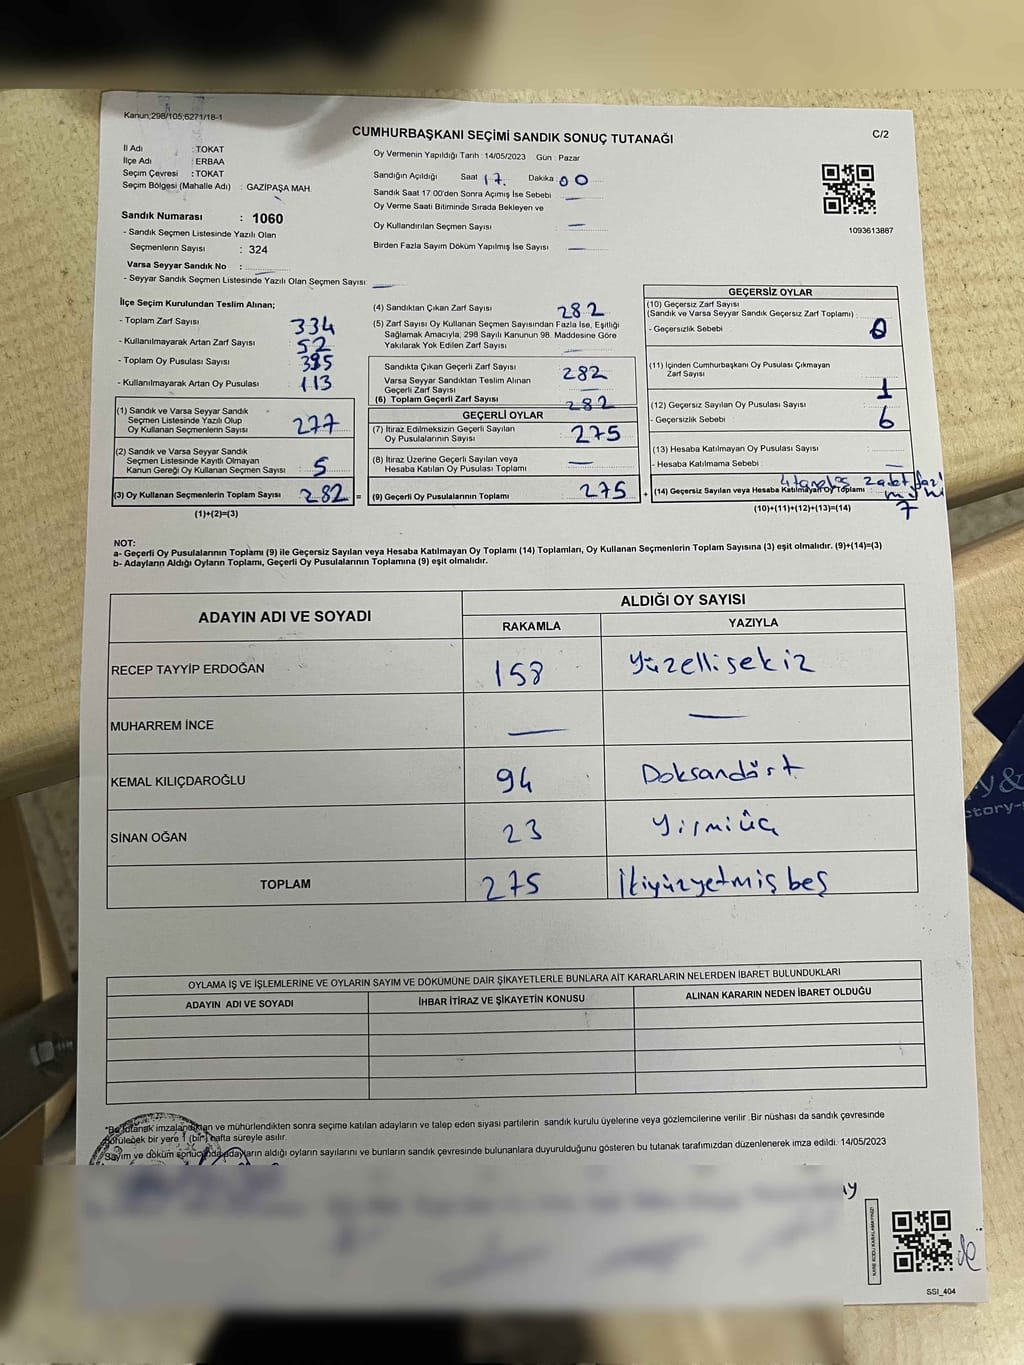 Kanun;298/105;6271/18-1
CUMHURBAŞKANI SEÇİMİ SANDIK SONUÇ TUTANAĞI
C/2
İl Adı : TOKAT
İlçe Adı : ERBAA
Seçim Çevresi : TOKAT
Seçim Bölgesi (Mahalle Adı) : GAZİPAŞA MAH.
Sandık Numarası : 1060
- Sandık Seçmen Listesinde Yazılı Olan
Seçmenlerin Sayısı : 324
Varsa Seyyar Sandık No :
- Seyyar Sandık Seçmen Listesinde Yazılı Olan Seçmen Sayısı
Oy Vermenin Yapıldığı Tarih : 14/05/2023 Gün : Pazar
Sandığın Açıldığı Saat 17. Dakika : 00
Sandık Saat 17.00'den Sonra Açmış İse Sebebi —
Oy Verme Saati Bitiminde Sırada Bekleyen ve
Oy Kullandırılan Seçmen Sayısı —
Birden Fazla Sayım Döküm Yapılmış İse Sayısı —
1093613887
İlçe Seçim Kurulundan Teslim Alınan;
- Toplam Zarf Sayısı 334
- Kullanılmayarak Artan Zarf Sayısı 52
- Toplam Oy Pusulası Sayısı
- Kullanılmayarak Artan Oy Pusulası 113
(1) Sandık ve Varsa Seyyar Sandık
Seçmen Listesinde Yazılı Olup
Oy Kullanan Seçmenlerin Sayısı 277
(2) Sandık ve Varsa Seyyar Sandık
Seçmen Listesinde Kayıtlı Olmayan
Kanun Gereği Oy Kullanan Seçmen Sayısı 5
(3) Oy Kullanan Seçmenlerin Toplam Sayısı 282 =
(1)+(2)=(3)
(4) Sandıktan Çıkan Zarf Sayısı 282
(5) Zarf Sayısı Oy Kullanan Seçmen Sayısından Fazla İse, Eşitliği
Sağlamak Amacıyla, 298 Sayılı Kanunun 98. Maddesine Göre
Yakılarak Yok Edilen Zarf Sayısı
Sandıkta Çıkan Geçerli Zarf Sayısı 282
Varsa Seyyar Sandıktan Teslim Alınan
Geçerli Zarf Sayısı —
(6) Toplam Geçerli Zarf Sayısı 282
GEÇERLİ OYLAR
(7) İtiraz Edilmeksizin Geçerli Sayılan
Oy Pusulalarının Sayısı 275
(8) İtiraz Üzerine Geçerli Sayılan veya
Hesaba Katılan Oy Pusulası Toplamı —
(9) Geçerli Oy Pusulalarının Toplamı 275 +
GEÇERSİZ OYLAR
(10) Geçersiz Zarf Sayısı
(Sandık ve Varsa Seyyar Sandık Geçersiz Zarf Toplamı)
- Geçersizlik Sebebi 0
(11) İçinden Cumhurbaşkanı Oy Pusulası Çıkmayan
Zarf Sayısı 1
(12) Geçersiz Sayılan Oy Pusulası Sayısı
- Geçersizlik Sebebi 6
(13) Hesaba Katılmayan Oy Pusulası Sayısı
- Hesaba Katılmama Sebebi —
(14) Geçersiz Sayılan veya Hesaba Katılmayan Oy Toplamı
7
(10)+(11)+(12)+(13)=(14)
NOT:
a- Geçerli Oy Pusulalarının Toplamı (9) ile Geçersiz Sayılan veya Hesaba Katılmayan Oy Toplamı (14) Toplamları, Oy Kullanan Seçmenlerin Toplam Sayısına (3) eşit olmalıdır. (9)+(14)=(3)
b- Adayların Aldığı Oyların Toplamı, Geçerli Oy Pusulalarının Toplamına (9) eşit olmalıdır.
ADAYIN ADI VE SOYADI
ALDIĞI OY SAYISI
RAKAMLA YAZIYLA
RECEP TAYYİP ERDOĞAN 158 Yüzellisekiz
MUHARREM İNCE — —
KEMAL KILIÇDAROĞLU 94 Doksandört
SİNAN OĞAN 23 Yirmiüç
TOPLAM 275 İkiyüzyetmiş beş
OYLAMA İŞ VE İŞLEMLERİNE VE OYLARIN SAYIM VE DÖKÜMÜNE DAİR ŞİKAYETLERLE BUNLARA AİT KARARLARIN NELERDEN İBARET BULUNDUKLARI
ADAYIN ADI VE SOYADI İHBAR İTİRAZ VE ŞİKAYETİN KONUSU ALINAN KARARIN NEDEN İBARET OLDUĞU
*Bu tutanak imzalandıktan ve mühürlendikten sonra seçime katılan adayların ve talep eden siyasi partilerin sandık kurulu üyelerine veya gözlemcilerine verilir. Bir nüshası da sandık çevresinde
görülecek bir yere 1 (bir) hafta süreyle asılır.
Sayım ve döküm sonucunda adayların aldığı oyların sayılarını ve bunların sandık çevresinde bulunanlara duyurulduğunu gösteren bu tutanak tarafımızdan düzenlenerek imza edildi. 14/05/2023
SSI_404